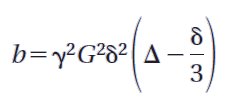 b = γ²G²δ²(Δ − δ/3)